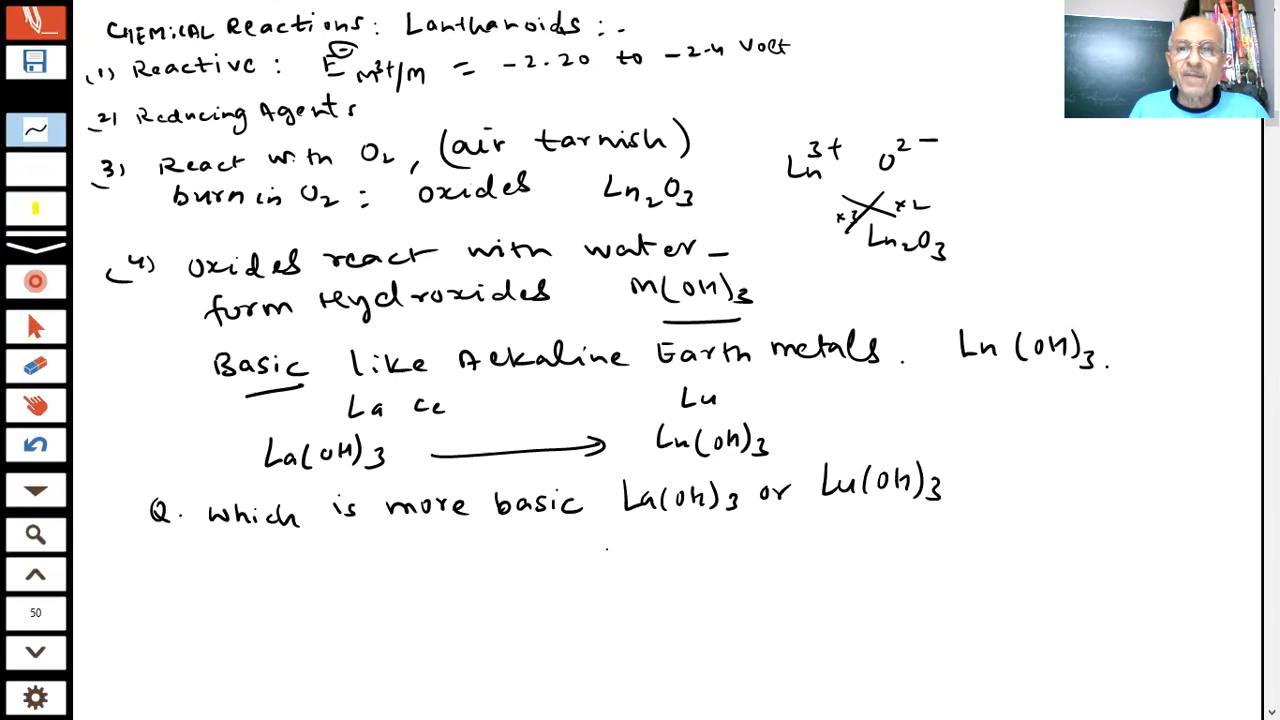 CHEMICAL Reactions: Lanthanoids :-
(1) Reactive : E⊖ M³⁺/M = -2.20 to -2.4 Volt
(2) Reducing Agents
(3) React with O₂, (air tarnish)
burn in O₂ : oxides Ln₂O₃
Ln³⁺ O²⁻
×3 ×2
Ln₂O₃
(4) oxides react with water -
form Hydroxides M(OH)₃
Basic like Alkaline Earth metals. Ln(OH)₃.
La Ce Lu
La(OH)₃ ⟶ Lu(OH)₃
Q. which is more basic La(OH)₃ or Lu(OH)₃
50